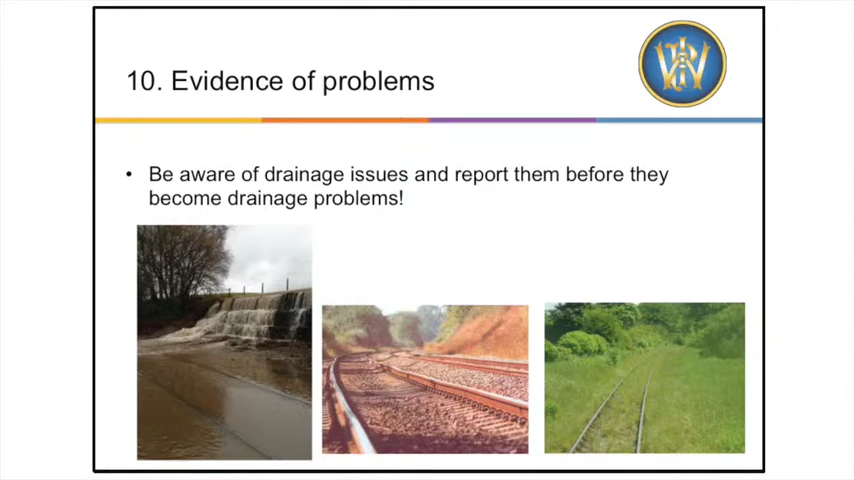 10. Evidence of problems
• Be aware of drainage issues and report them before they
become drainage problems!